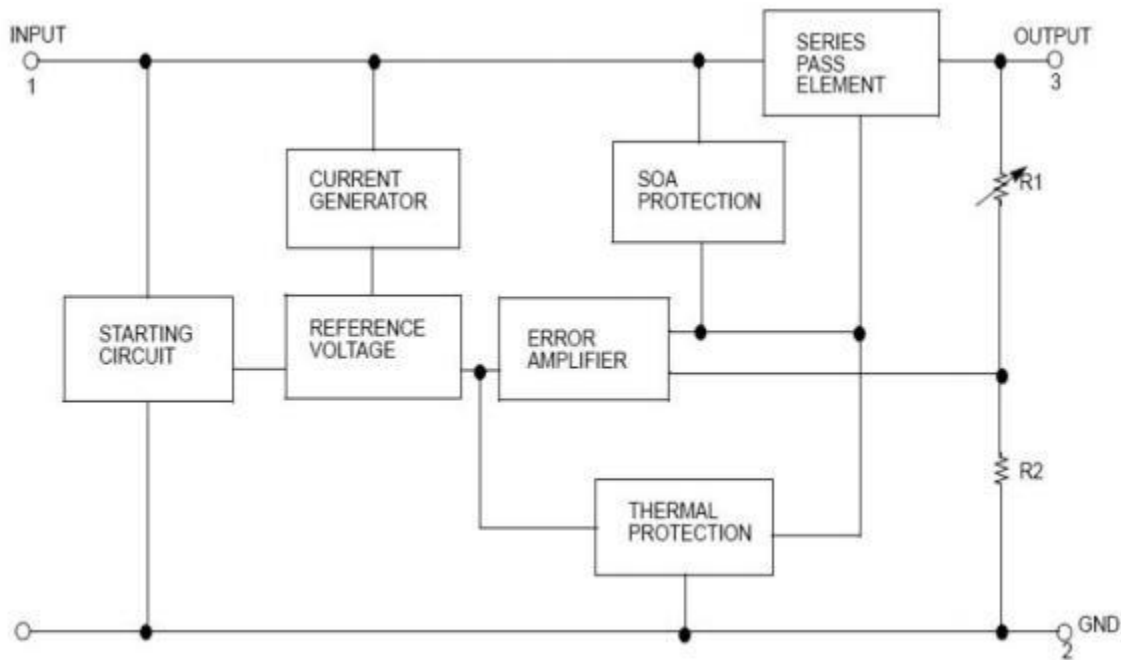 INPUT
1
SERIES
PASS
ELEMENT
OUTPUT
3
CURRENT
GENERATOR
SOA
PROTECTION
R1
STARTING
CIRCUIT
REFERENCE
VOLTAGE
ERROR
AMPLIFIER
R2
THERMAL
PROTECTION
GND
2